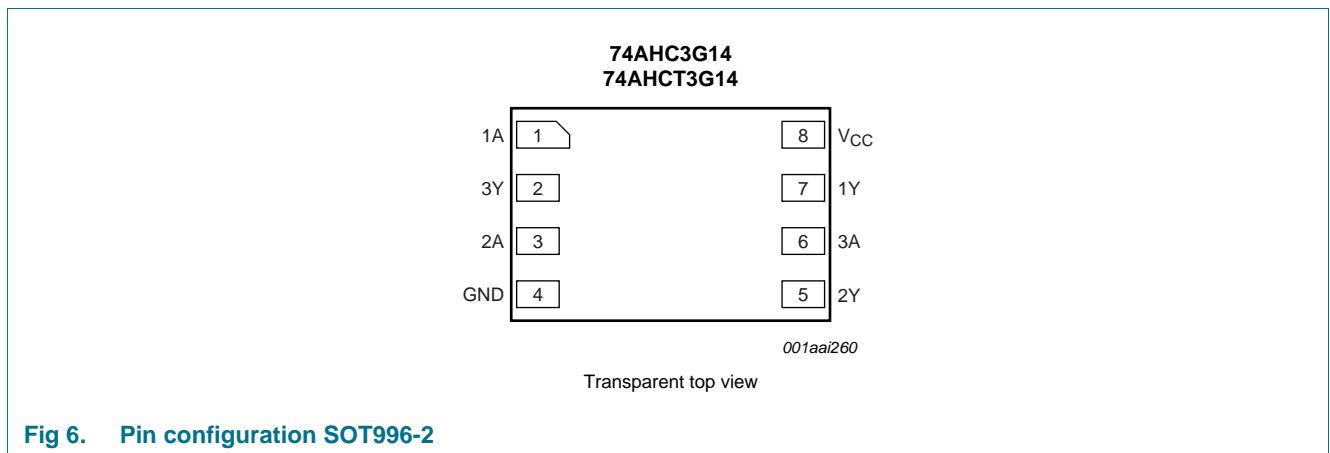 74AHC3G14
74AHCT3G14
1A 1 8 VCC
3Y 2 7 1Y
2A 3 6 3A
GND 4 5 2Y
001aai260
Transparent top view
Fig 6. Pin configuration SOT996-2